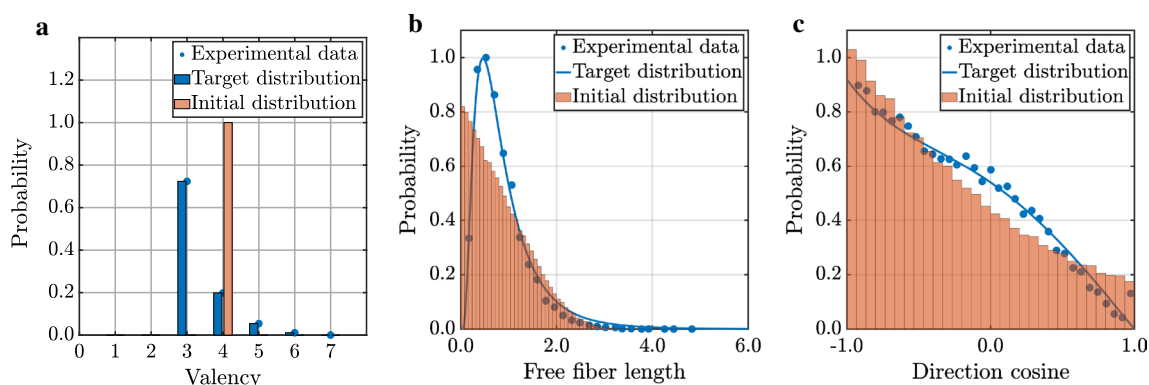 a
Experimental data
Target distribution
Initial distribution
Probability
1.2
1.0
0.8
0.6
0.4
0.2
0.0
0 1 2 3 4 5 6 7
Valency
b
Experimental data
Target distribution
Initial distribution
Probability
1.0
0.8
0.6
0.4
0.2
0.0
0.0 2.0 4.0 6.0
Free fiber length
c
Experimental data
Target distribution
Initial distribution
Probability
1.0
0.8
0.6
0.4
0.2
0.0
-1.0 0.0 1.0
Direction cosine